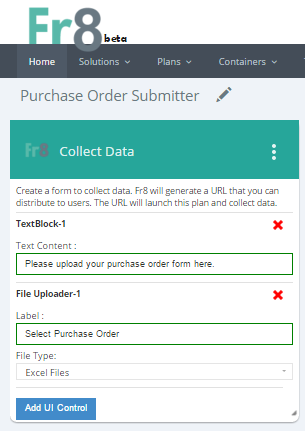 Fr8 beta
Home Solutions Plans Containers
Purchase Order Submitter
Fr8 Collect Data
Create a form to collect data. Fr8 will generate a URL that you can
distribute to users. The URL will launch this plan and collect data.
TextBlock-1
Text Content :
Please upload your purchase order form here.
File Uploader-1
Label :
Select Purchase Order
File Type:
Excel Files
Add UI Control